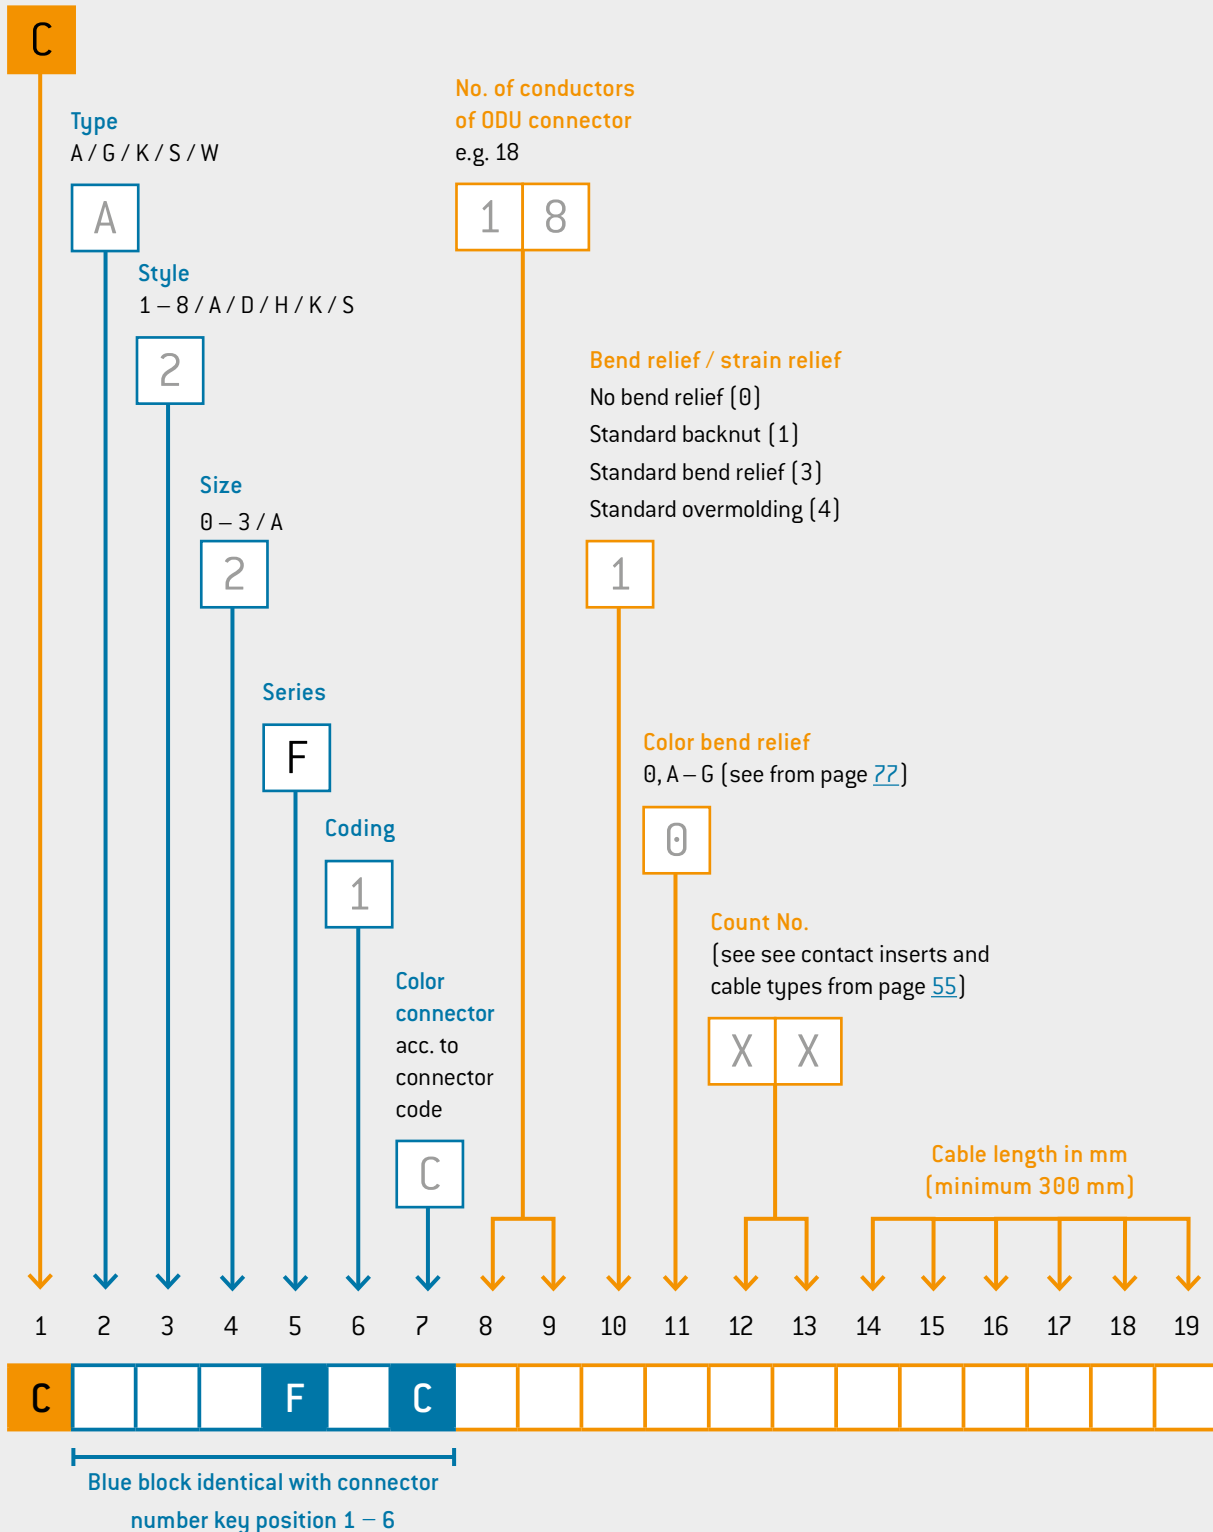 C
No. of conductors
of ODU connector
e.g. 18
1 8
Type
A / G / K / S / W
A
Style
1 – 8 / A / D / H / K / S
2
Bend relief / strain relief
No bend relief (0)
Standard backnut (1)
Standard bend relief (3)
Standard overmolding (4)
1
Size
0 – 3 / A
2
Series
F
Color bend relief
0, A – G (see from page 77)
0
Coding
1
Count No.
(see see contact inserts and
cable types from page 55)
X X
Color
connector
acc. to
connector
code
C
Cable length in mm
(minimum 300 mm)
1 2 3 4 5 6 7 8 9 10 11 12 13 14 15 16 17 18 19
C F C
Blue block identical with connector
number key position 1 – 6